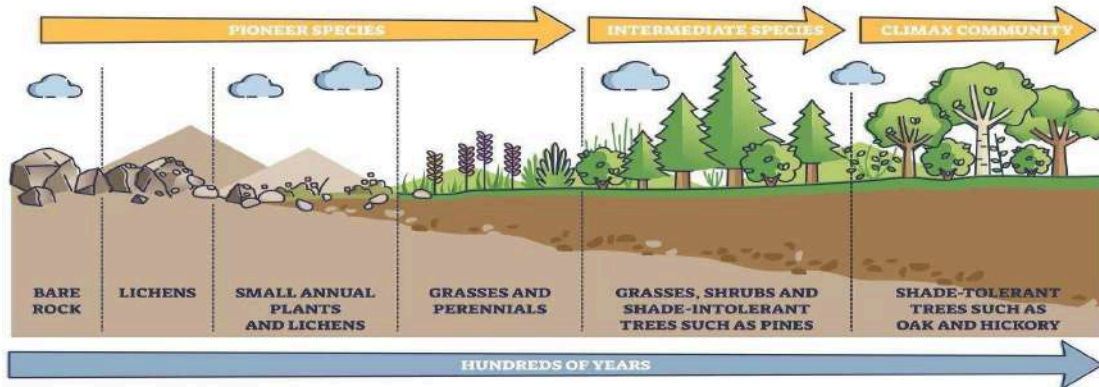 PIONEER SPECIES
INTERMEDIATE SPECIES
CLIMAX COMMUNITY
BARE
ROCK
LICHENS
SMALL ANNUAL
PLANTS
AND LICHENS
GRASSES AND
PERENNIALS
GRASSES, SHRUBS AND
SHADE-INTOLERANT
TREES SUCH AS PINES
SHADE-TOLERANT
TREES SUCH AS
OAK AND HICKORY
HUNDREDS OF YEARS